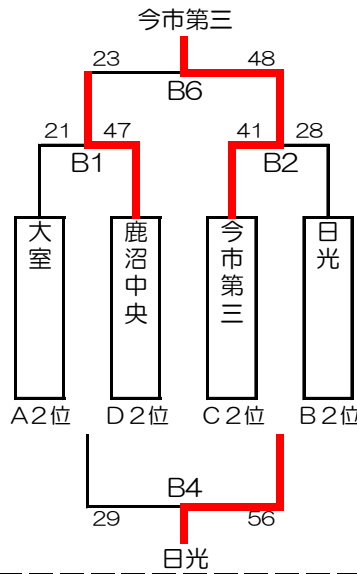 今市第三
23 48
B6
21 47 41 28
B1 B2
大室
鹿沼中央
今市第三
日光
A2位 D2位 C2位 B2位
B4
29 56
日光